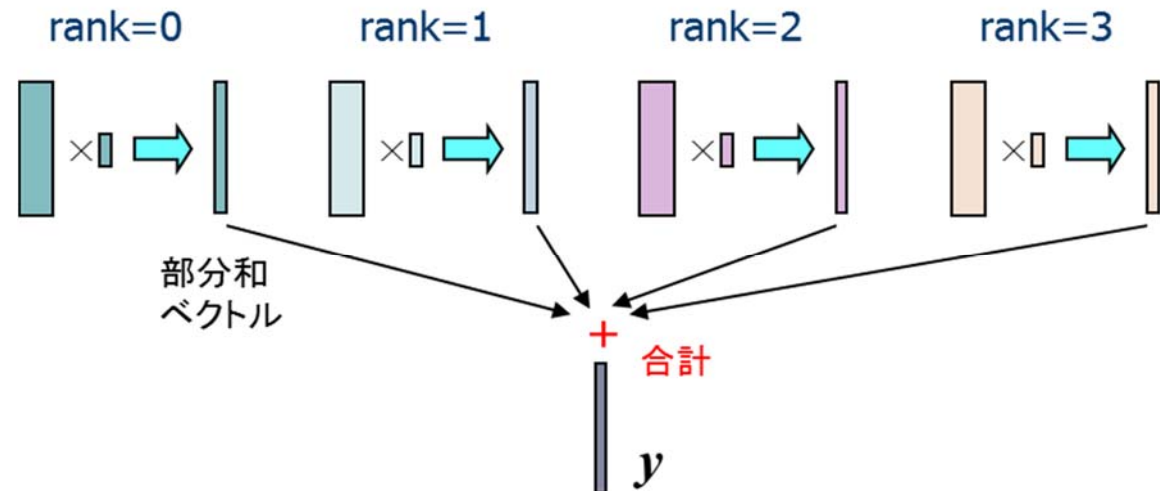 rank=0 rank=1 rank=2 rank=3
× × × ×
部分和
ベクトル
+
合計
y